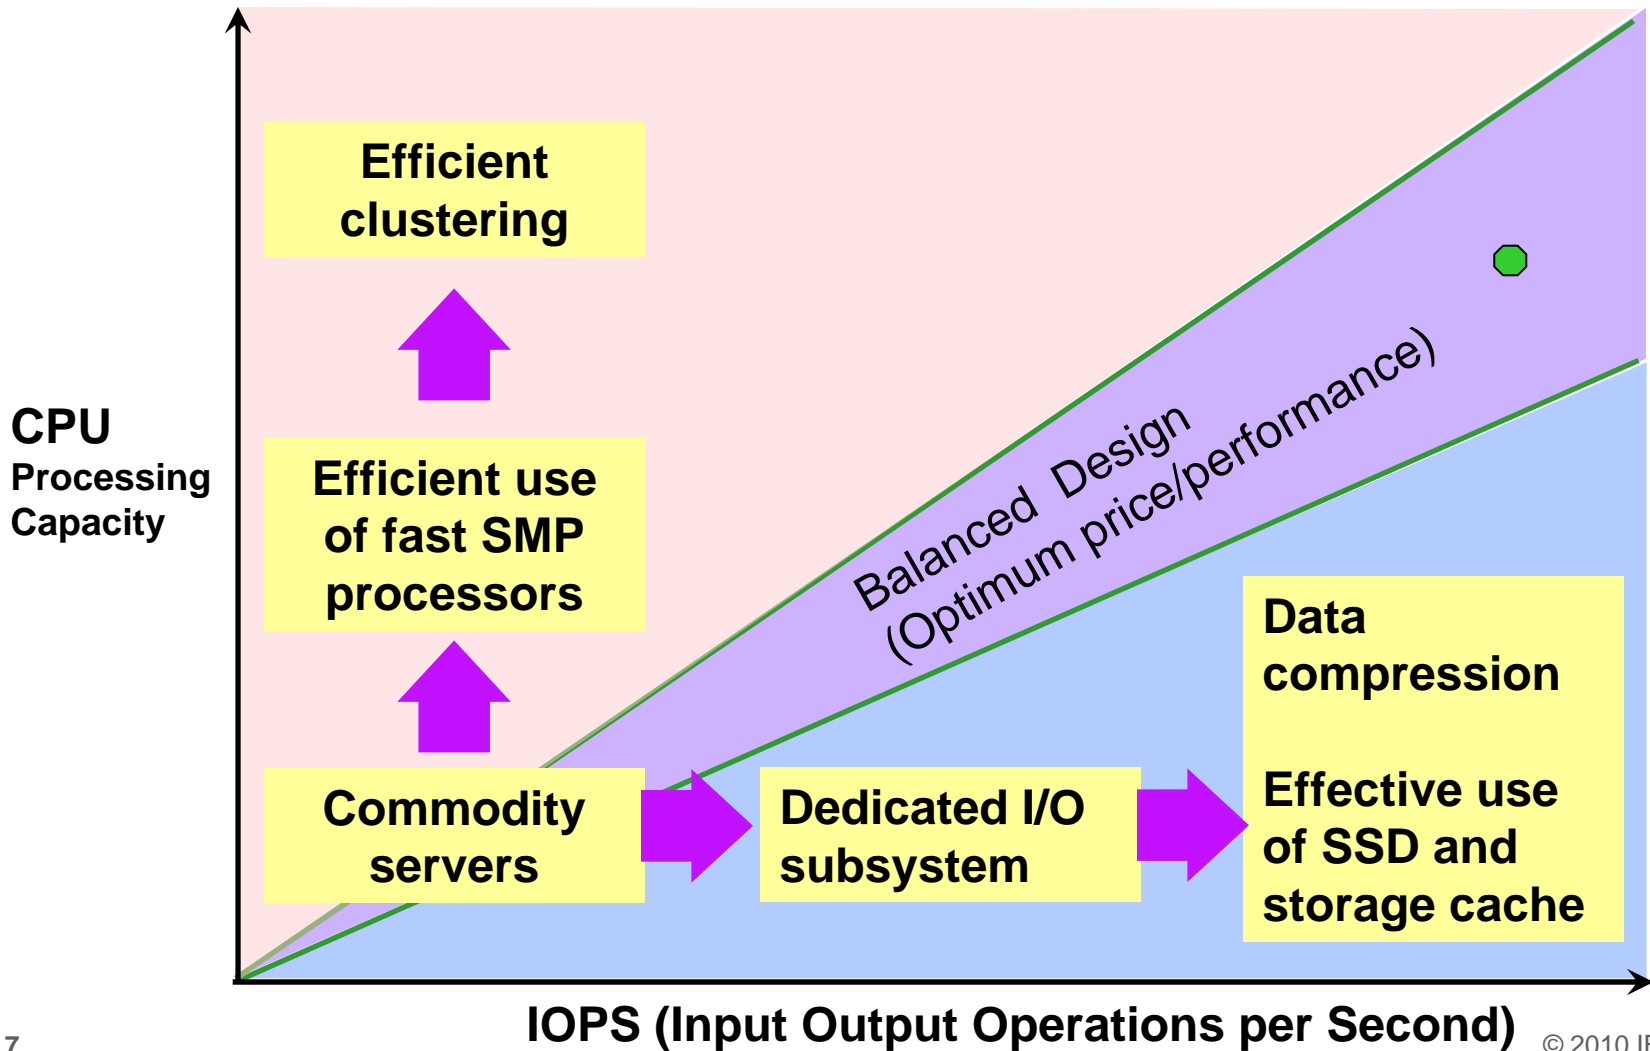 Efficient
clustering
CPU
Processing
Capacity
Efficient use
of fast SMP
processors
Balanced Design
(Optimum price/performance)
Commodity
servers
Dedicated I/O
subsystem
Data
compression
Effective use
of SSD and
storage cache
IOPS (Input Output Operations per Second)
7
© 2010